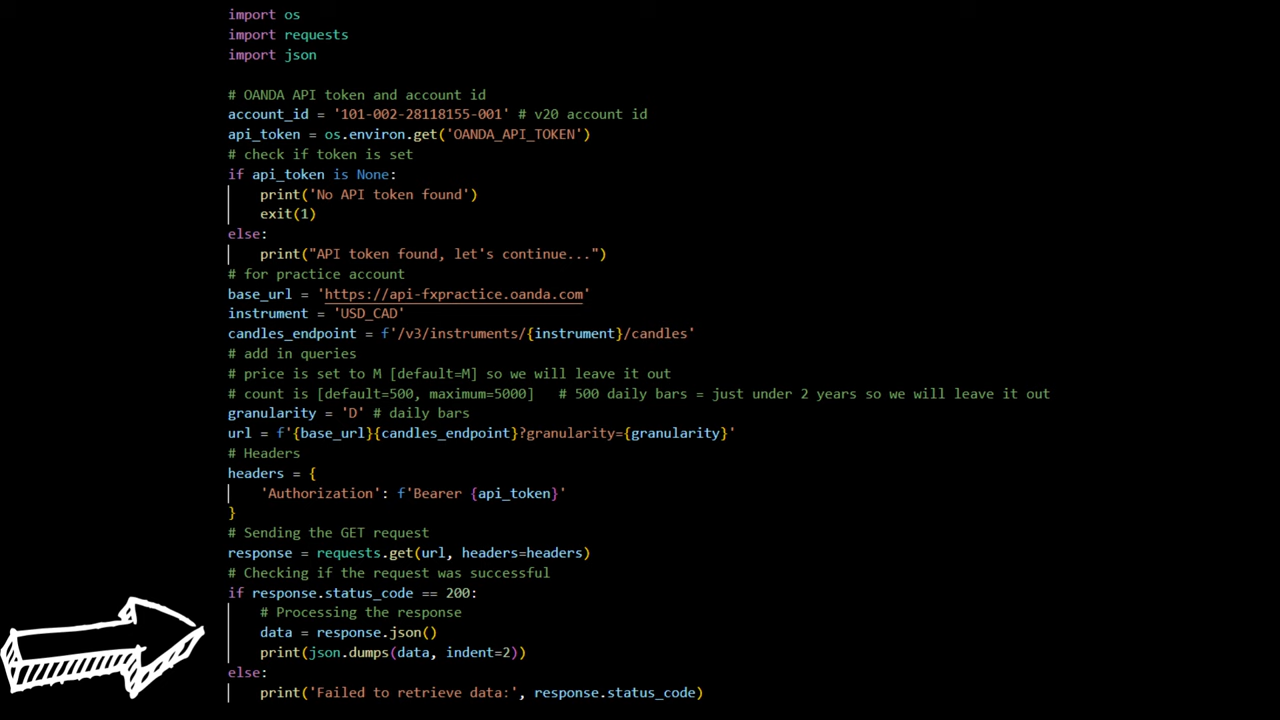 import os
import requests
import json
# OANDA API token and account id
account_id = '101-002-28118155-001' # v20 account id
api_token = os.environ.get('OANDA_API_TOKEN')
# check if token is set
if api_token is None:
    print('No API token found')
    exit(1)
else:
    print("API token found, let's continue...")
# for practice account
base_url = 'https://api-fxpractice.oanda.com'
instrument = 'USD_CAD'
candles_endpoint = f'/v3/instruments/{instrument}/candles'
# add in queries
# price is set to M [default=M] so we will leave it out
# count is [default=500, maximum=5000]   # 500 daily bars = just under 2 years so we will leave it out
granularity = 'D' # daily bars
url = f'{base_url}{candles_endpoint}?granularity={granularity}'
# Headers
headers = {
    'Authorization': f'Bearer {api_token}'
}
# Sending the GET request
response = requests.get(url, headers=headers)
# Checking if the request was successful
if response.status_code == 200:
    # Processing the response
    data = response.json()
    print(json.dumps(data, indent=2))
else:
    print('Failed to retrieve data:', response.status_code)